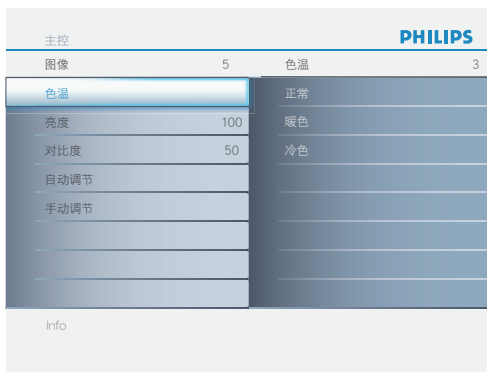 主控 PHILIPS
图像 5 色温 3
色温 正常
亮度 100 暖色
对比度 50 冷色
自动调节
手动调节
Info